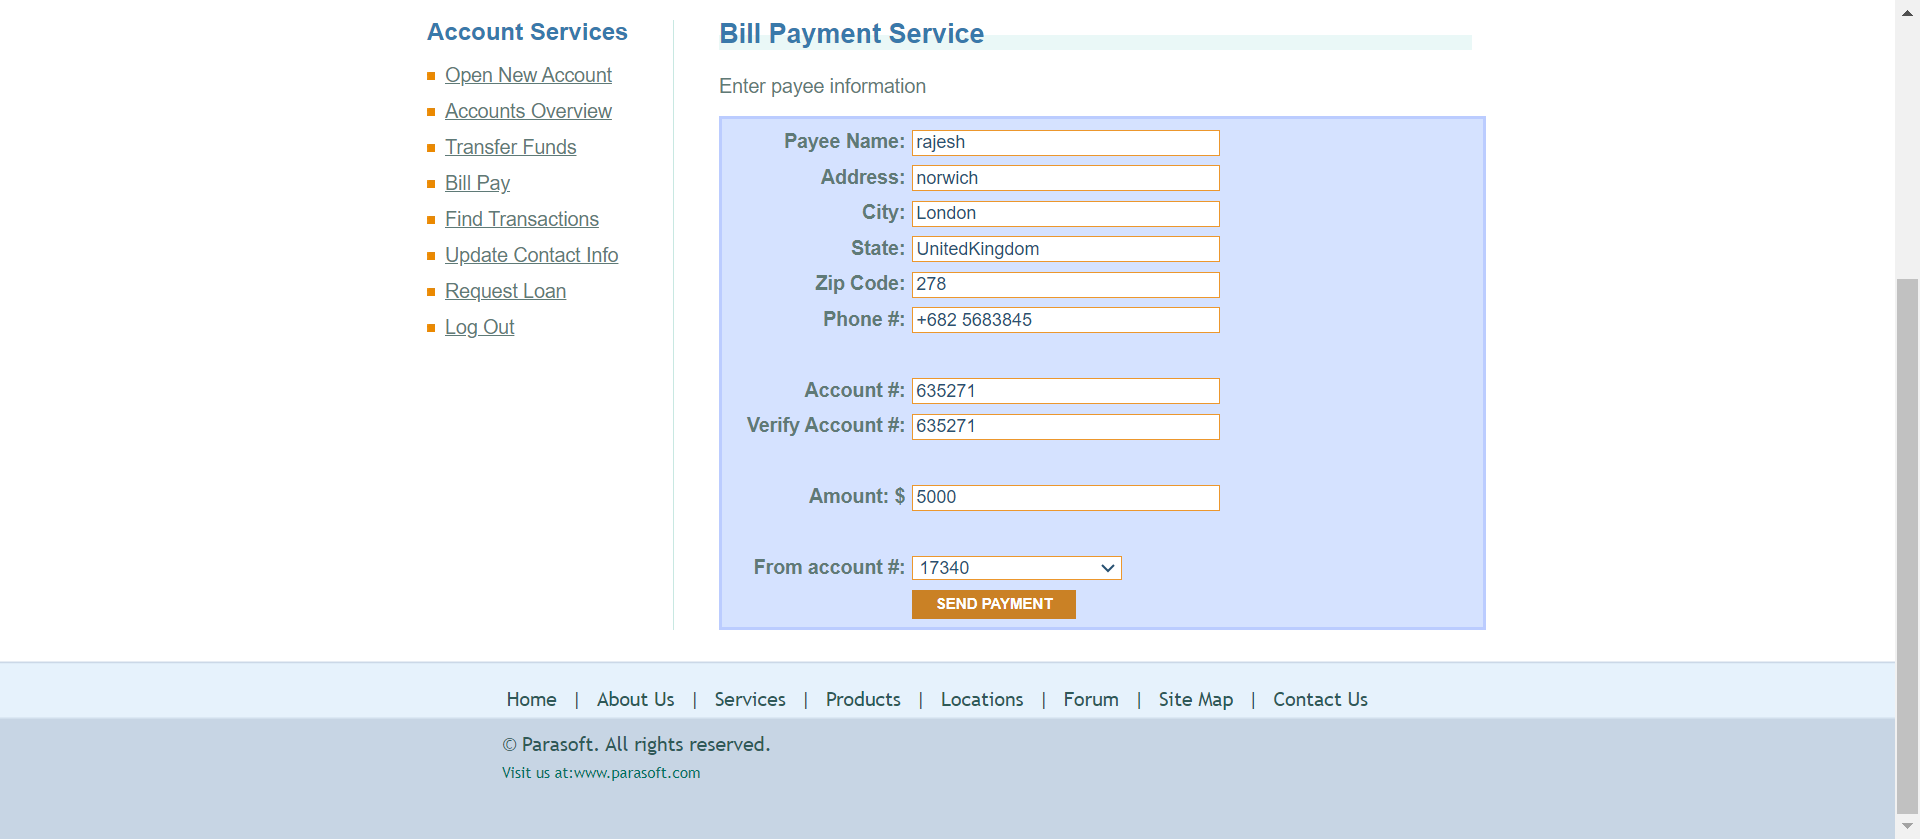 Account Services
Open New Account
Accounts Overview
Transfer Funds
Bill Pay
Find Transactions
Update Contact Info
Request Loan
Log Out
Bill Payment Service
Enter payee information
Payee Name: rajesh
Address: norwich
City: London
State: UnitedKingdom
Zip Code: 278
Phone #: +682 5683845
Account #: 635271
Verify Account #: 635271
Amount: $ 5000
From account #: 17340
SEND PAYMENT
Home | About Us | Services | Products | Locations | Forum | Site Map | Contact Us
© Parasoft. All rights reserved.
Visit us at:www.parasoft.com